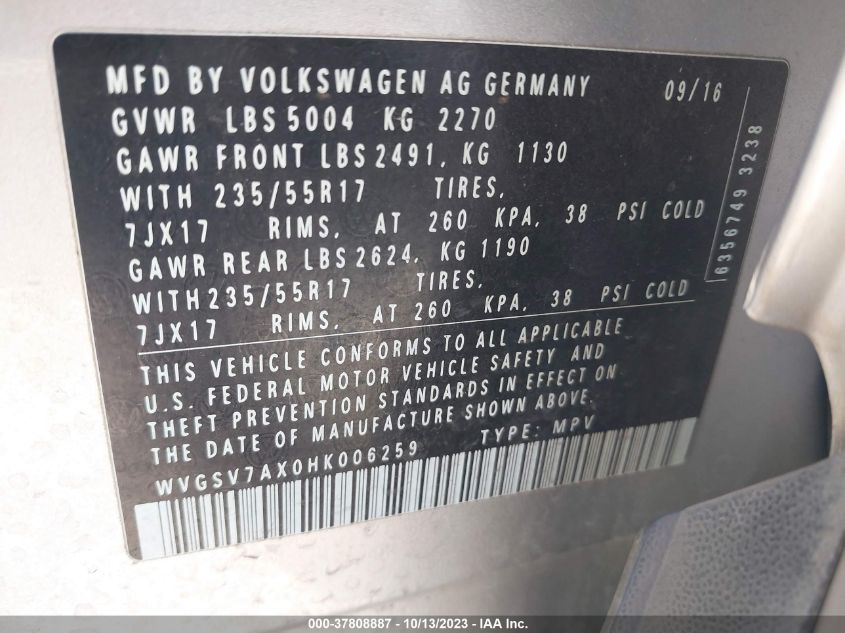 MFD BY VOLKSWAGEN AG GERMANY 09/16
GVWR LBS 5004 KG 2270
GAWR FRONT LBS 2491, KG 1130
WITH 235/55R17 TIRES,
7JX17 RIMS, AT 260 KPA, 38 PSI COLD
GAWR REAR LBS 2624, KG 1190
WITH 235/55R17 TIRES,
7JX17 RIMS, AT 260 KPA, 38 PSI COLD
THIS VEHICLE CONFORMS TO ALL APPLICABLE
U.S. FEDERAL MOTOR VEHICLE SAFETY AND
THEFT PREVENTION STANDARDS IN EFFECT ON
THE DATE OF MANUFACTURE SHOWN ABOVE.
WVGSV7AX0HK006259 TYPE: MPV
6356749 3238
000-37808887 - 10/13/2023 - IAA Inc.